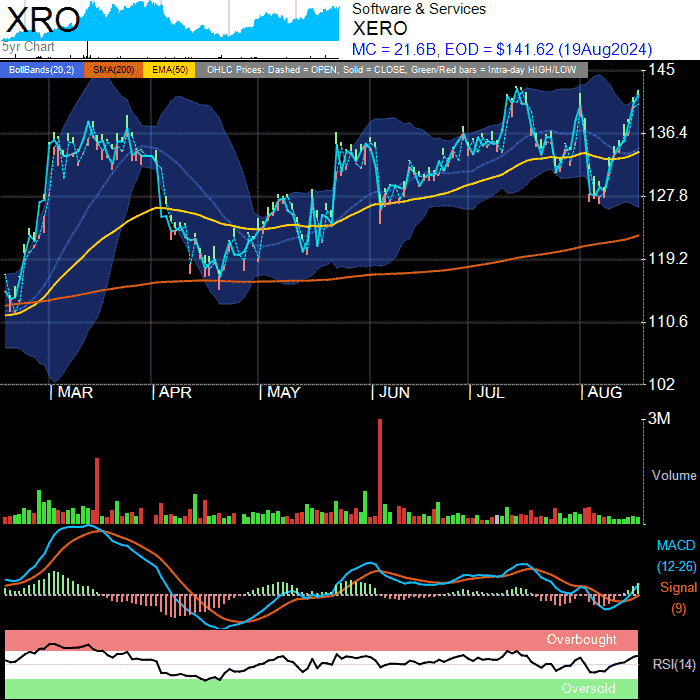 XRO
5yr Chart
Software & Services
XERO
MC = 21.6B, EOD = $141.62 (19Aug2024)
BollBands(20,2) SMA(200) EMA(50) OHLC Prices: Dashed = OPEN, Solid = CLOSE, Green/Red bars = Intra-day HIGH/LOW
145
136.4
127.8
119.2
110.6
102
MAR APR MAY JUN JUL AUG
3M
Volume
MACD
(12-26)
Signal
(9)
Overbought
RSI(14)
Oversold